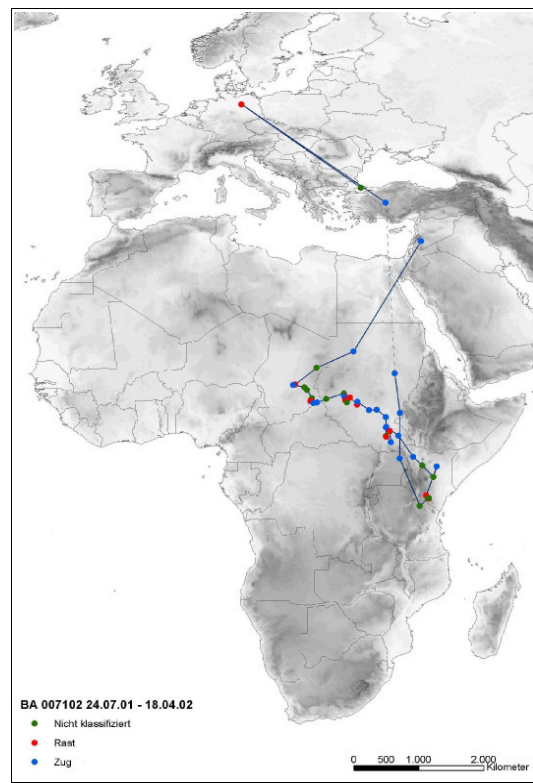 BA 007102 24.07.01 - 18.04.02
Nicht klassifiziert
Rast
Zug
0 500 1.000 2.000
Kilometer